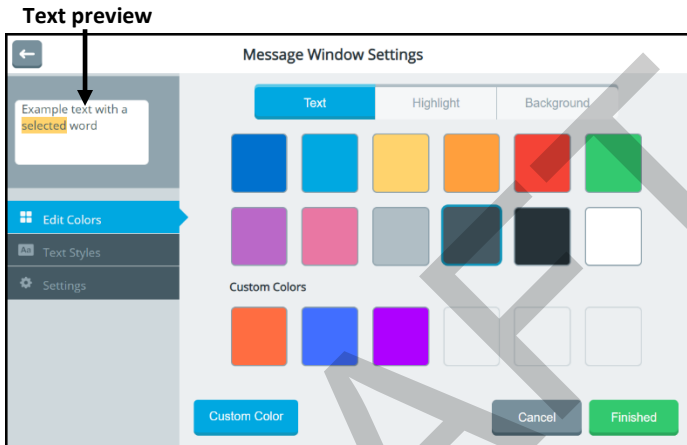 Text preview
Message Window Settings
Example text with a
selected word
Text
Highlight
Background
Edit Colors
Aa Text Styles
Settings
Custom Colors
Custom Color
Cancel
Finished